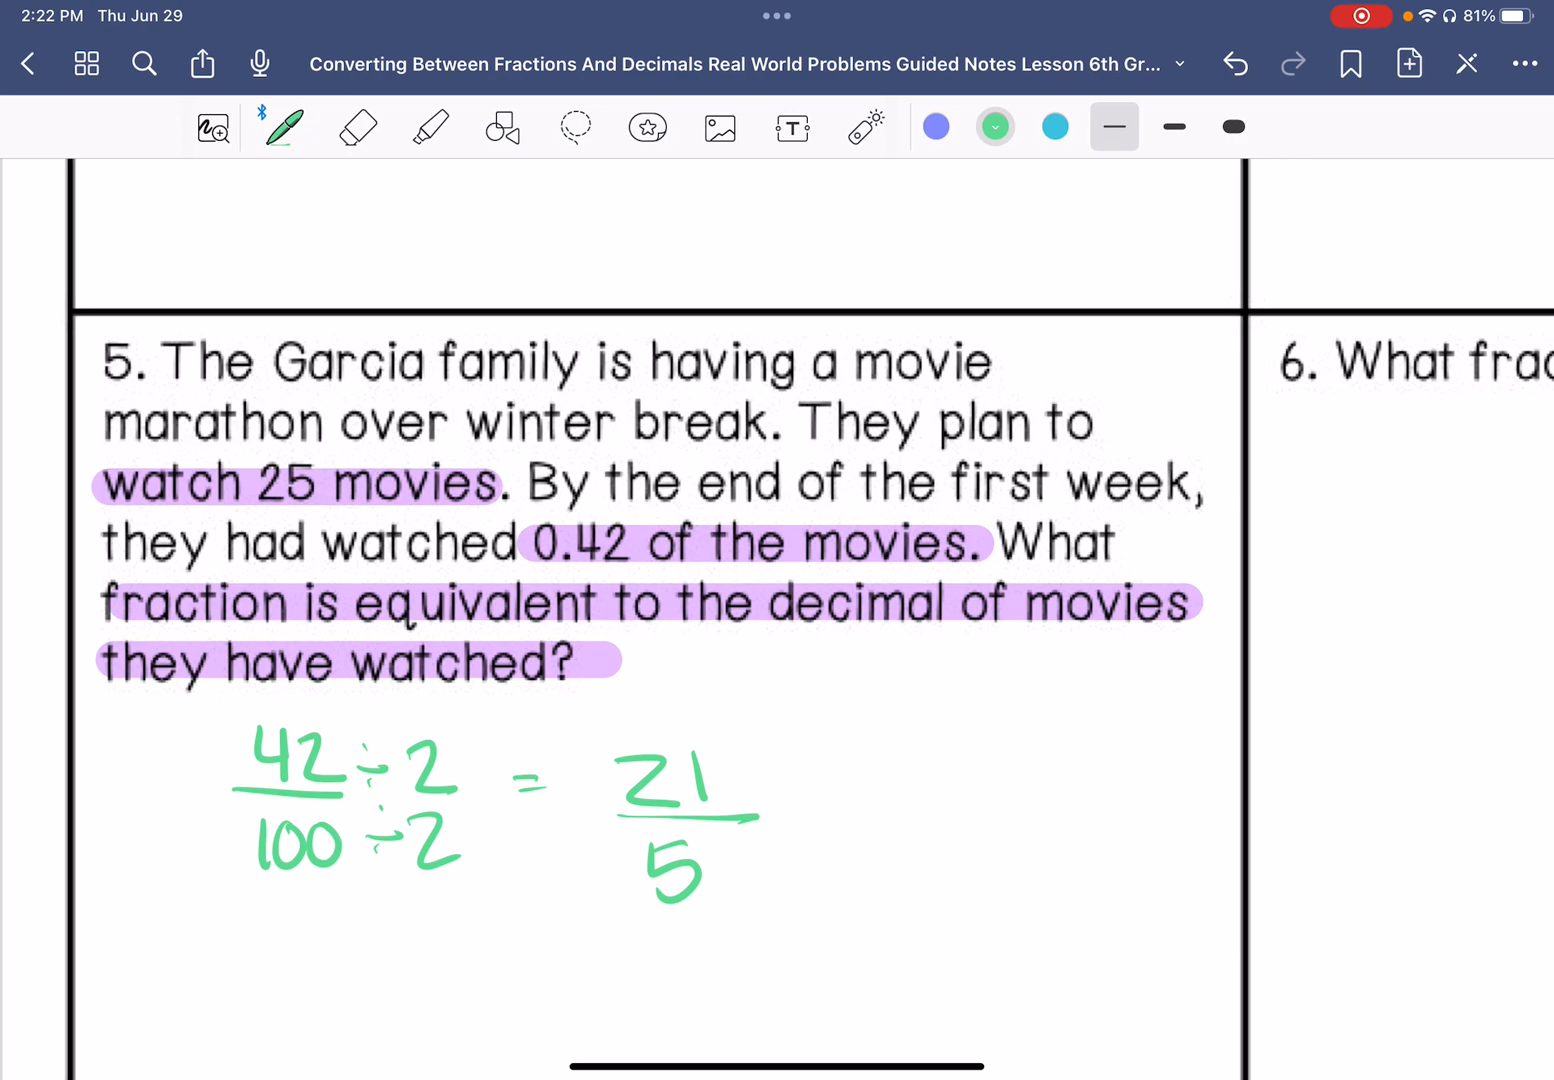 2:22 PM Thu Jun 29
81%
Converting Between Fractions And Decimals Real World Problems Guided Notes Lesson 6th Gr...
T
5. The Garcia family is having a movie
marathon over winter break. They plan to
watch 25 movies. By the end of the first week,
they had watched 0.42 of the movies. What
fraction is equivalent to the decimal of movies
they have watched?
42 ÷ 2 = 21
100 ÷ 2 5
6. What frac